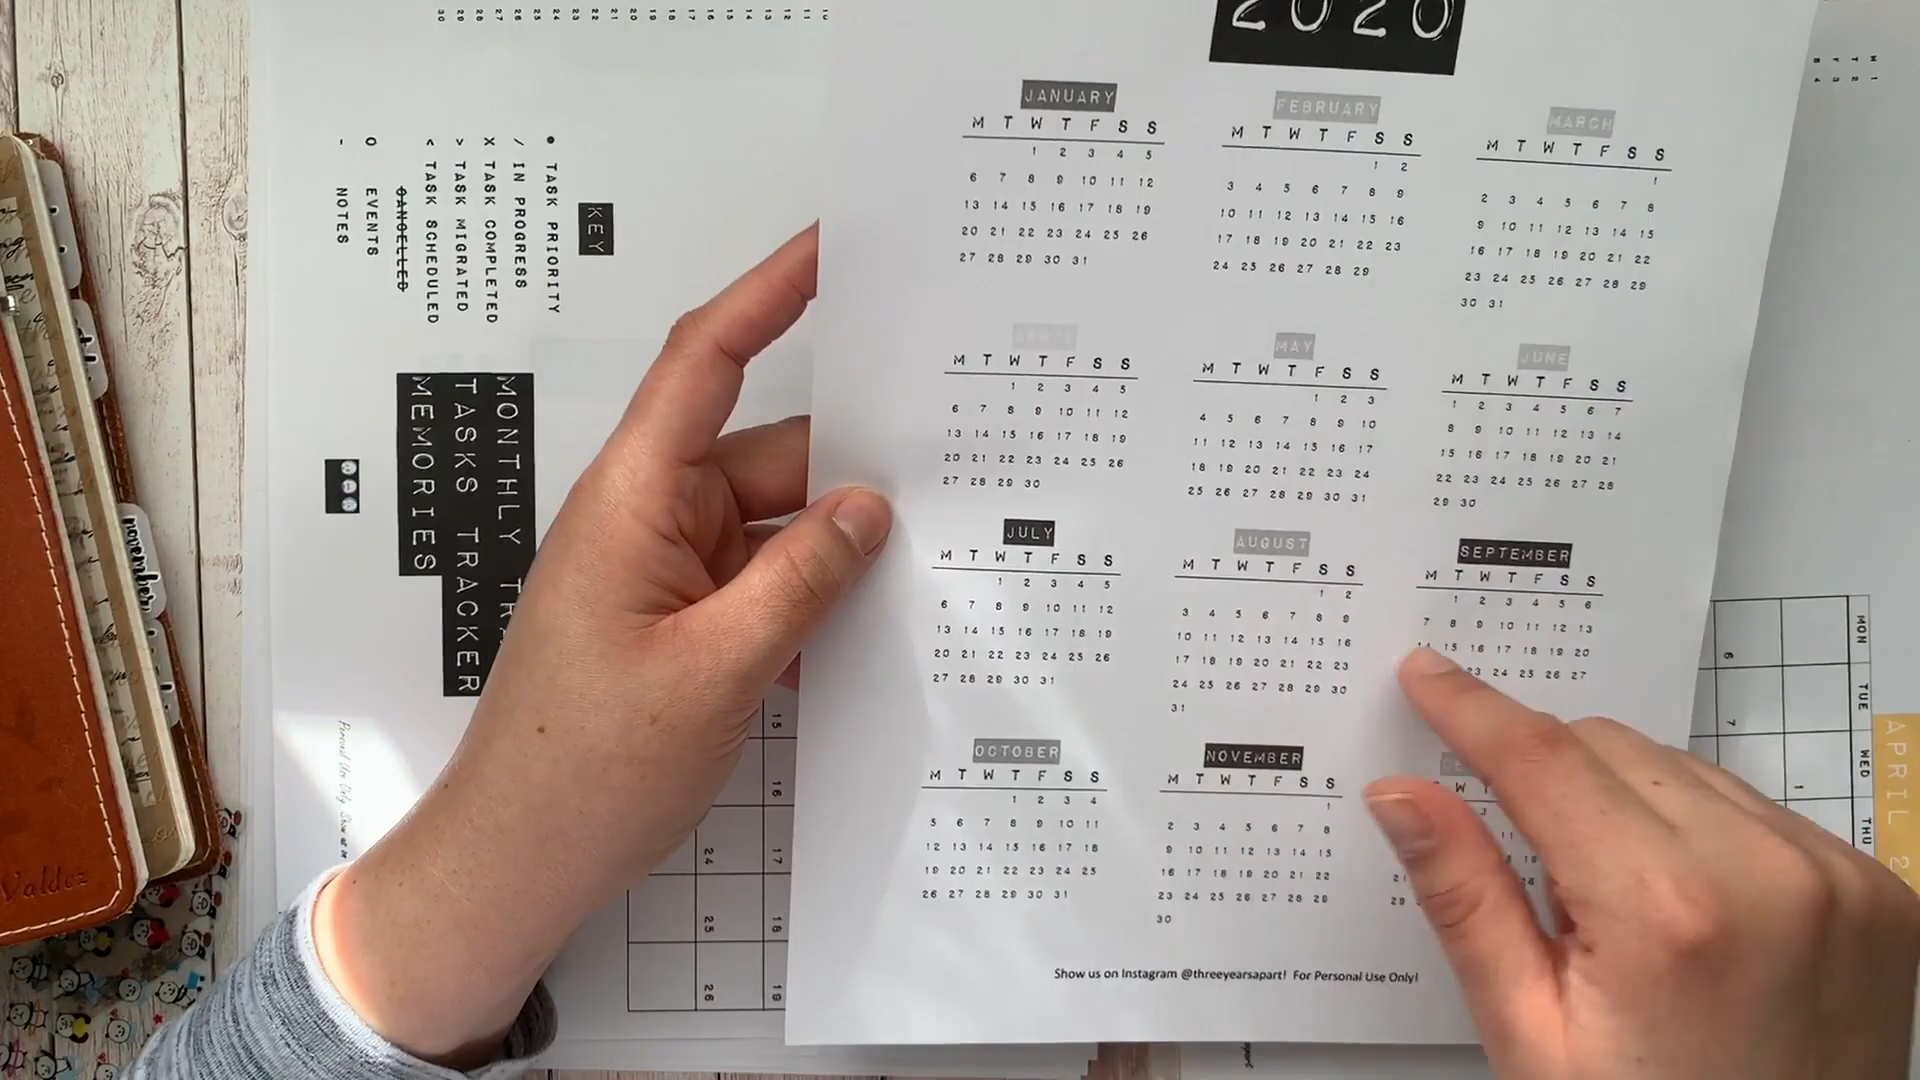 2020
JANUARY
M T W T F S S
1 2 3 4 5
6 7 8 9 10 11 12
13 14 15 16 17 18 19
20 21 22 23 24 25 26
27 28 29 30 31
FEBRUARY
M T W T F S S
1 2
3 4 5 6 7 8 9
10 11 12 13 14 15 16
17 18 19 20 21 22 23
24 25 26 27 28 29
MARCH
M T W T F S S
1
2 3 4 5 6 7 8
9 10 11 12 13 14 15
16 17 18 19 20 21 22
23 24 25 26 27 28 29
30 31
APRIL
M T W T F S S
1 2 3 4 5
6 7 8 9 10 11 12
13 14 15 16 17 18 19
20 21 22 23 24 25 26
27 28 29 30
MAY
M T W T F S S
1 2 3
4 5 6 7 8 9 10
11 12 13 14 15 16 17
18 19 20 21 22 23 24
25 26 27 28 29 30 31
JUNE
M T W T F S S
1 2 3 4 5 6 7
8 9 10 11 12 13 14
15 16 17 18 19 20 21
22 23 24 25 26 27 28
29 30
JULY
M T W T F S S
1 2 3 4 5
6 7 8 9 10 11 12
13 14 15 16 17 18 19
20 21 22 23 24 25 26
27 28 29 30 31
AUGUST
M T W T F S S
1 2
3 4 5 6 7 8 9
10 11 12 13 14 15 16
17 18 19 20 21 22 23
24 25 26 27 28 29 30
31
SEPTEMBER
M T W T F S S
1 2 3 4 5 6
7 8 9 10 11 12 13
14 15 16 17 18 19 20
23 24 25 26 27
OCTOBER
M T W T F S S
1 2 3 4
5 6 7 8 9 10 11
12 13 14 15 16 17 18
19 20 21 22 23 24 25
26 27 28 29 30 31
NOVEMBER
M T W T F S S
1
2 3 4 5 6 7 8
9 10 11 12 13 14 15
16 17 18 19 20 21 22
23 24 25 26 27 28 29
30
Show us on Instagram @threeyearsapart! For Personal Use Only!
KEY
● TASK PRIORITY
/ IN PROGRESS
X TASK COMPLETED
> TASK MIGRATED
< TASK SCHEDULED
CANCELLED
O EVENTS
- NOTES
MONTHLY
TASKS TRACKER
MEMORIES
Personal Use Only
15
16
17
18
19
24
25
26
MON TUE WED THU
6 7
1
APRIL
november
Valdez